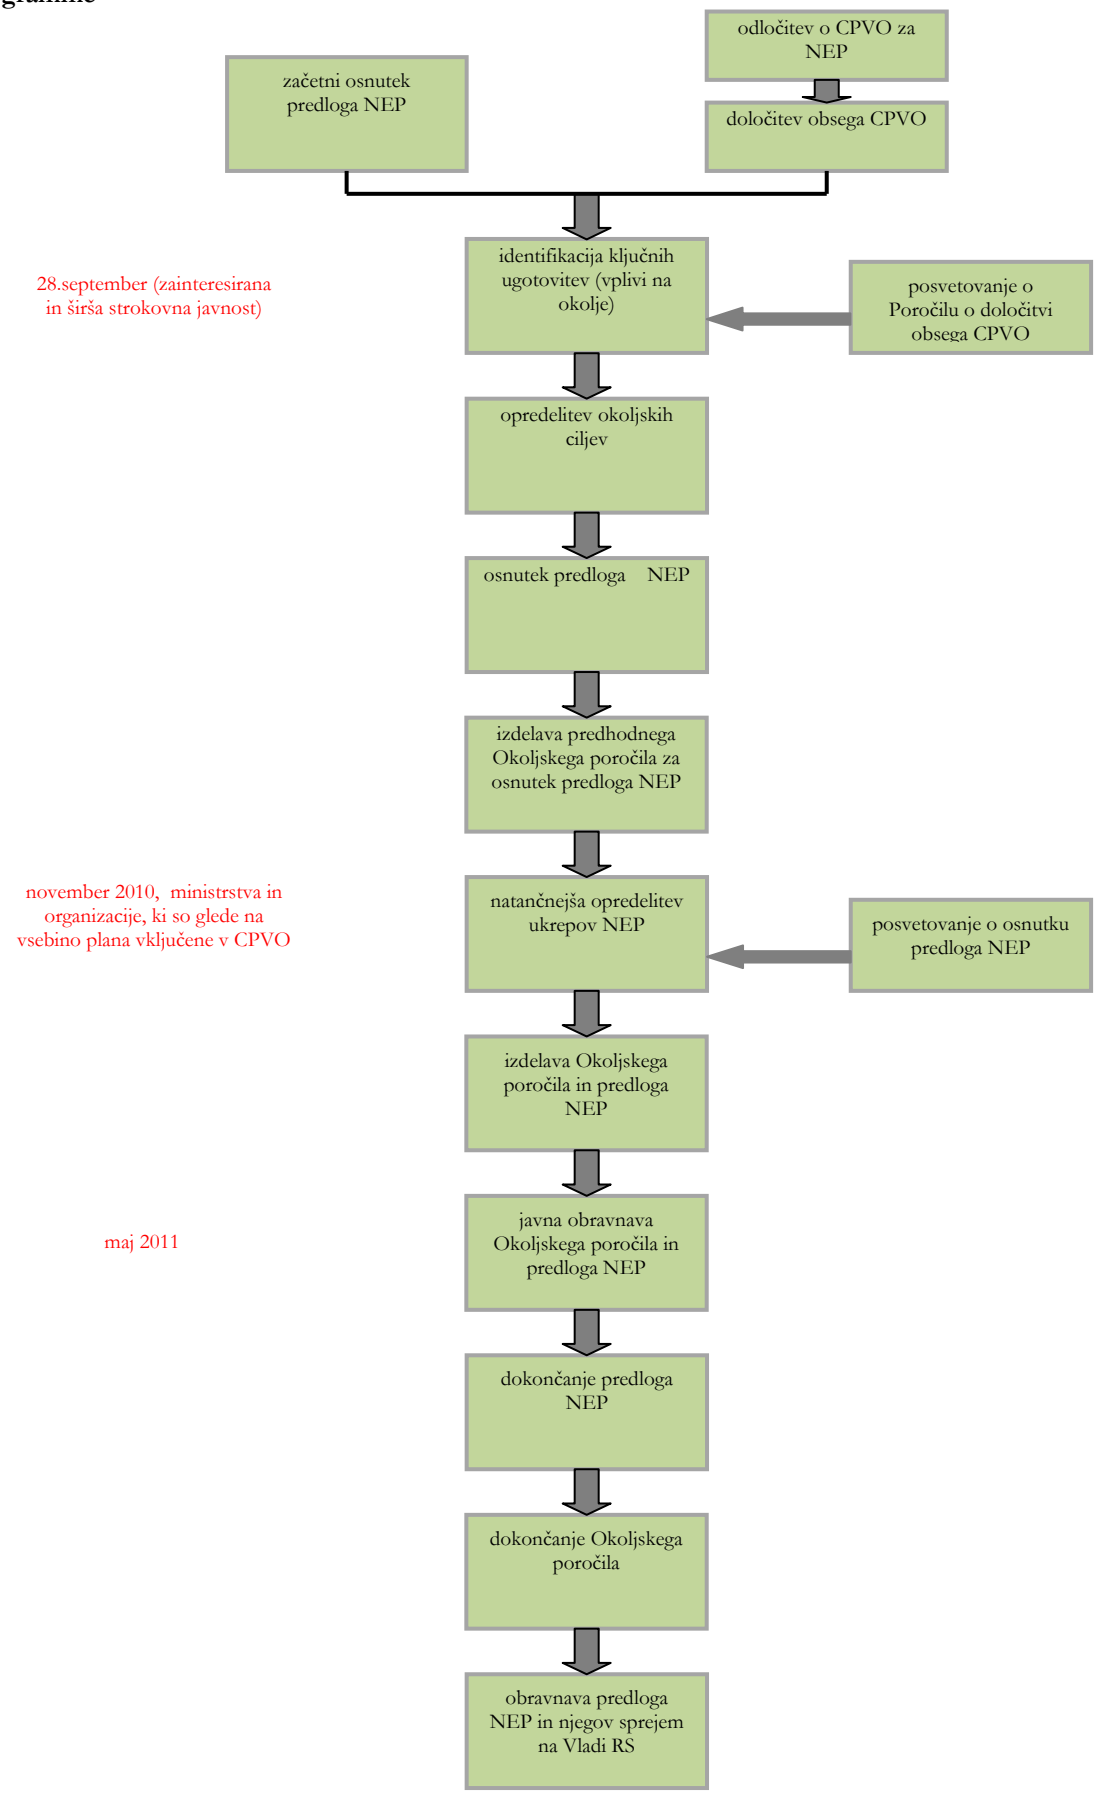 odločitev o CPVO za
NEP
začetni osnutek
predloga NEP
določitev obsega CPVO
identifikacija ključnih
ugotovitev (vplivi na
okolje)
28.september (zainteresirana
in širša strokovna javnost)
posvetovanje o
Poročilu o določitvi
obsega CPVO
opredelitev okoljskih
ciljev
osnutek predloga NEP
izdelava predhodnega
Okoljskega poročila za
osnutek predloga NEP
november 2010, ministrstva in
organizacije, ki so glede na
vsebino plana vključene v CPVO
natančnejša opredelitev
ukrepov NEP
posvetovanje o osnutku
predloga NEP
izdelava Okoljskega
poročila in predloga
NEP
maj 2011
javna obravnava
Okoljskega poročila in
predloga NEP
dokončanje predloga
NEP
dokončanje Okoljskega
poročila
obravnava predloga
NEP in njegov sprejem
na Vladi RS